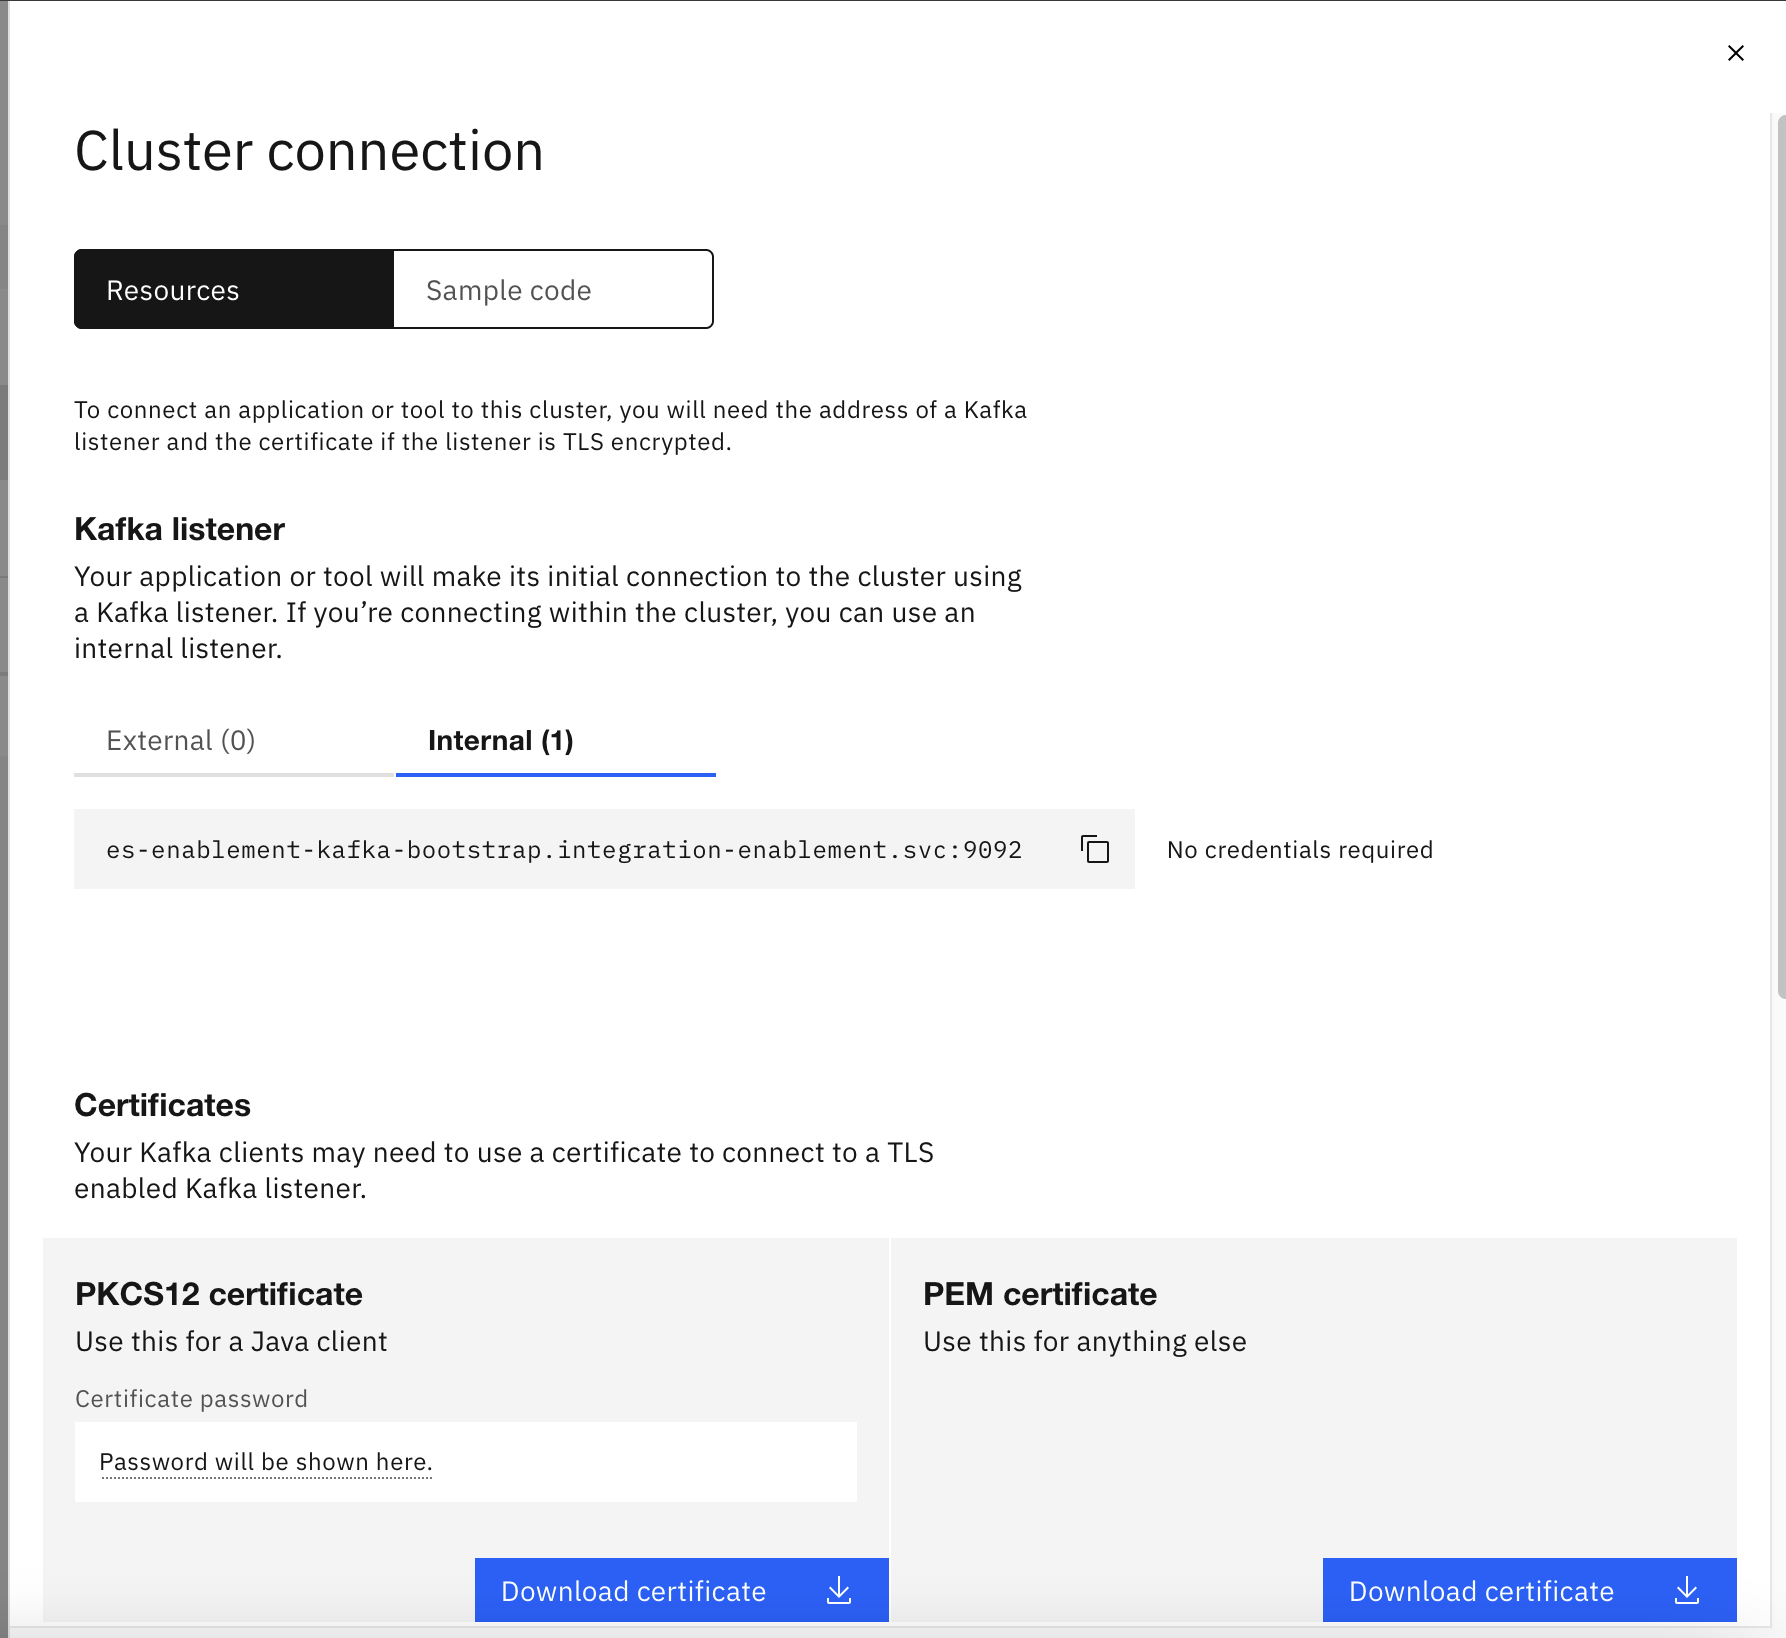 Cluster connection
Resources
Sample code
To connect an application or tool to this cluster, you will need the address of a Kafka
listener and the certificate if the listener is TLS encrypted.
Kafka listener
Your application or tool will make its initial connection to the cluster using
a Kafka listener. If you’re connecting within the cluster, you can use an
internal listener.
External (0)
Internal (1)
es-enablement-kafka-bootstrap.integration-enablement.svc:9092
No credentials required
Certificates
Your Kafka clients may need to use a certificate to connect to a TLS
enabled Kafka listener.
PKCS12 certificate
Use this for a Java client
Certificate password
Password will be shown here.
Download certificate
PEM certificate
Use this for anything else
Download certificate